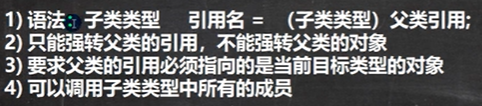 1) 语法：子类类型　引用名 = （子类类型）父类引用;
2) 只能强转父类的引用，不能强转父类的对象
3) 要求父类的引用必须指向的是当前目标类型的对象
4) 可以调用子类类型中所有的成员